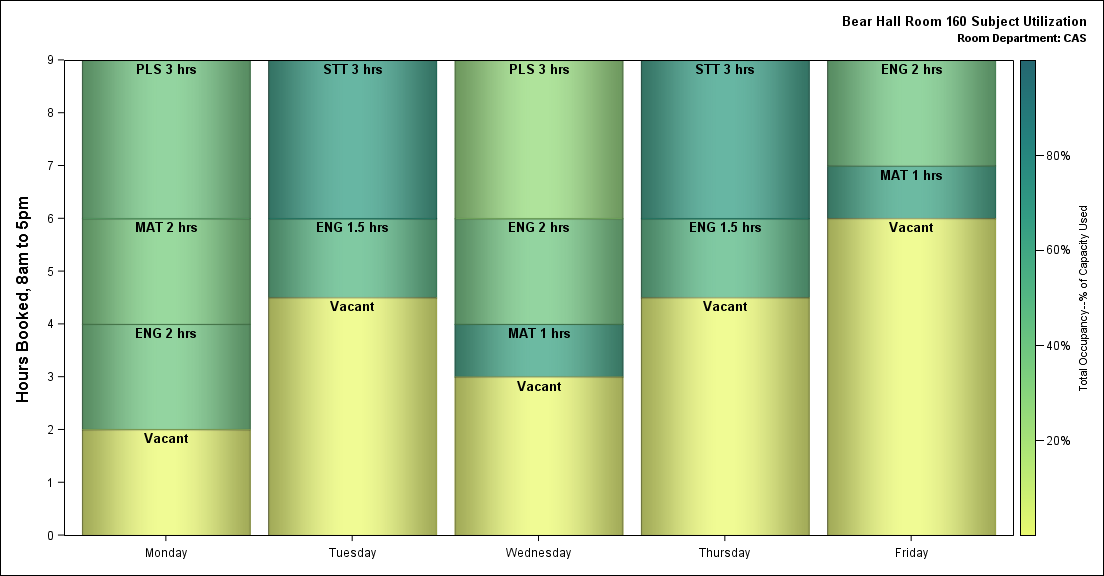 Bear Hall Room 160 Subject Utilization
Room Department: CAS
Hours Booked, 8am to 5pm
9
8
7
6
5
4
3
2
1
0
PLS 3 hrs
MAT 2 hrs
ENG 2 hrs
Vacant
STT 3 hrs
ENG 1.5 hrs
Vacant
PLS 3 hrs
ENG 2 hrs
MAT 1 hrs
Vacant
STT 3 hrs
ENG 1.5 hrs
Vacant
ENG 2 hrs
MAT 1 hrs
Vacant
Monday
Tuesday
Wednesday
Thursday
Friday
80%
60%
40%
20%
Total Occupancy--% of Capacity Used